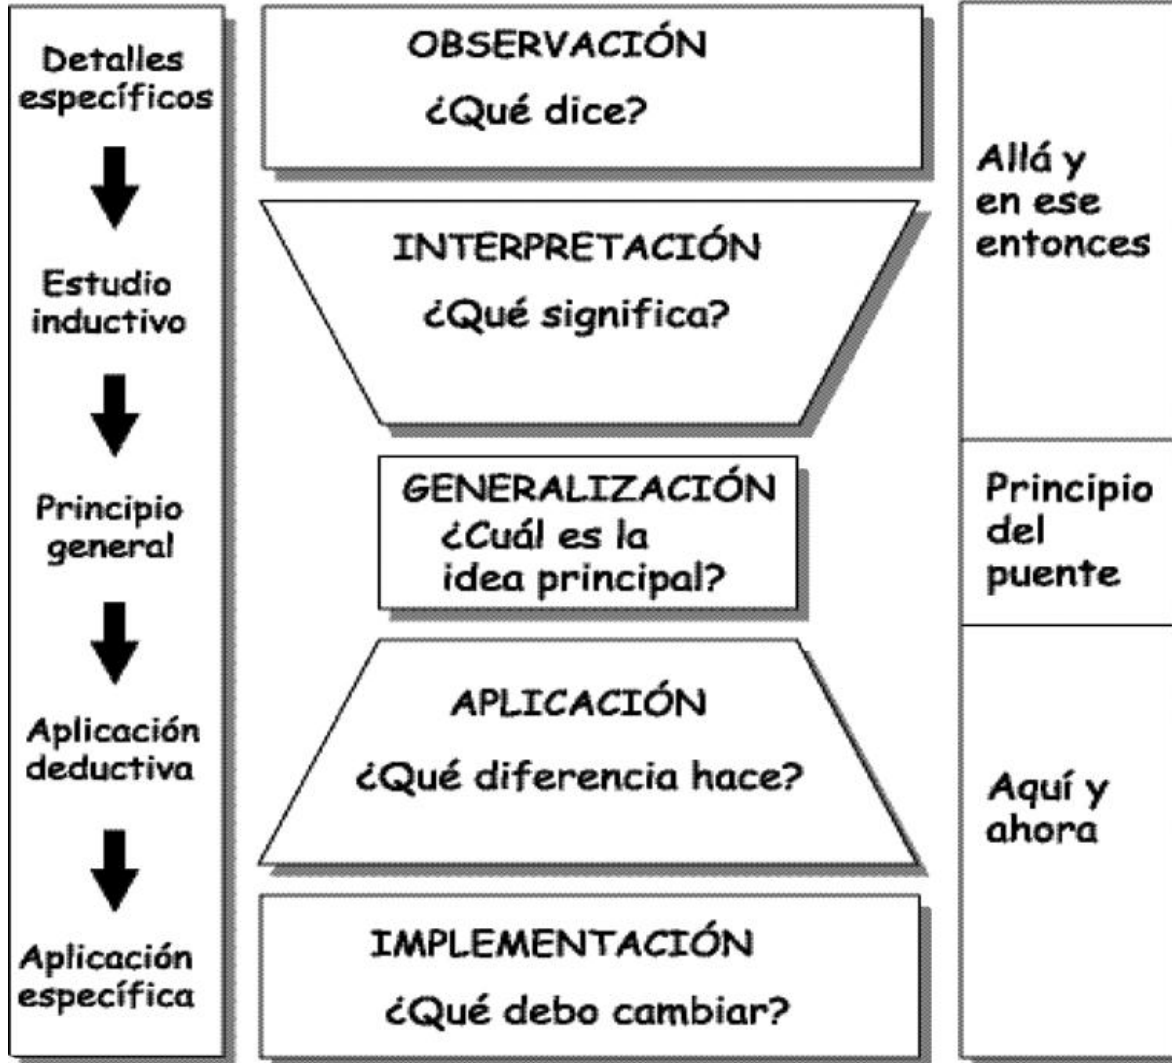 Detalles
específicos
Estudio
inductivo
Principio
general
Aplicación
deductiva
Aplicación
específica
OBSERVACIÓN
¿Qué dice?
INTERPRETACIÓN
¿Qué significa?
GENERALIZACIÓN
¿Cuál es la
idea principal?
APLICACIÓN
¿Qué diferencia hace?
IMPLEMENTACIÓN
¿Qué debo cambiar?
Allá y
en ese
entonces
Principio
del
puente
Aquí y
ahora